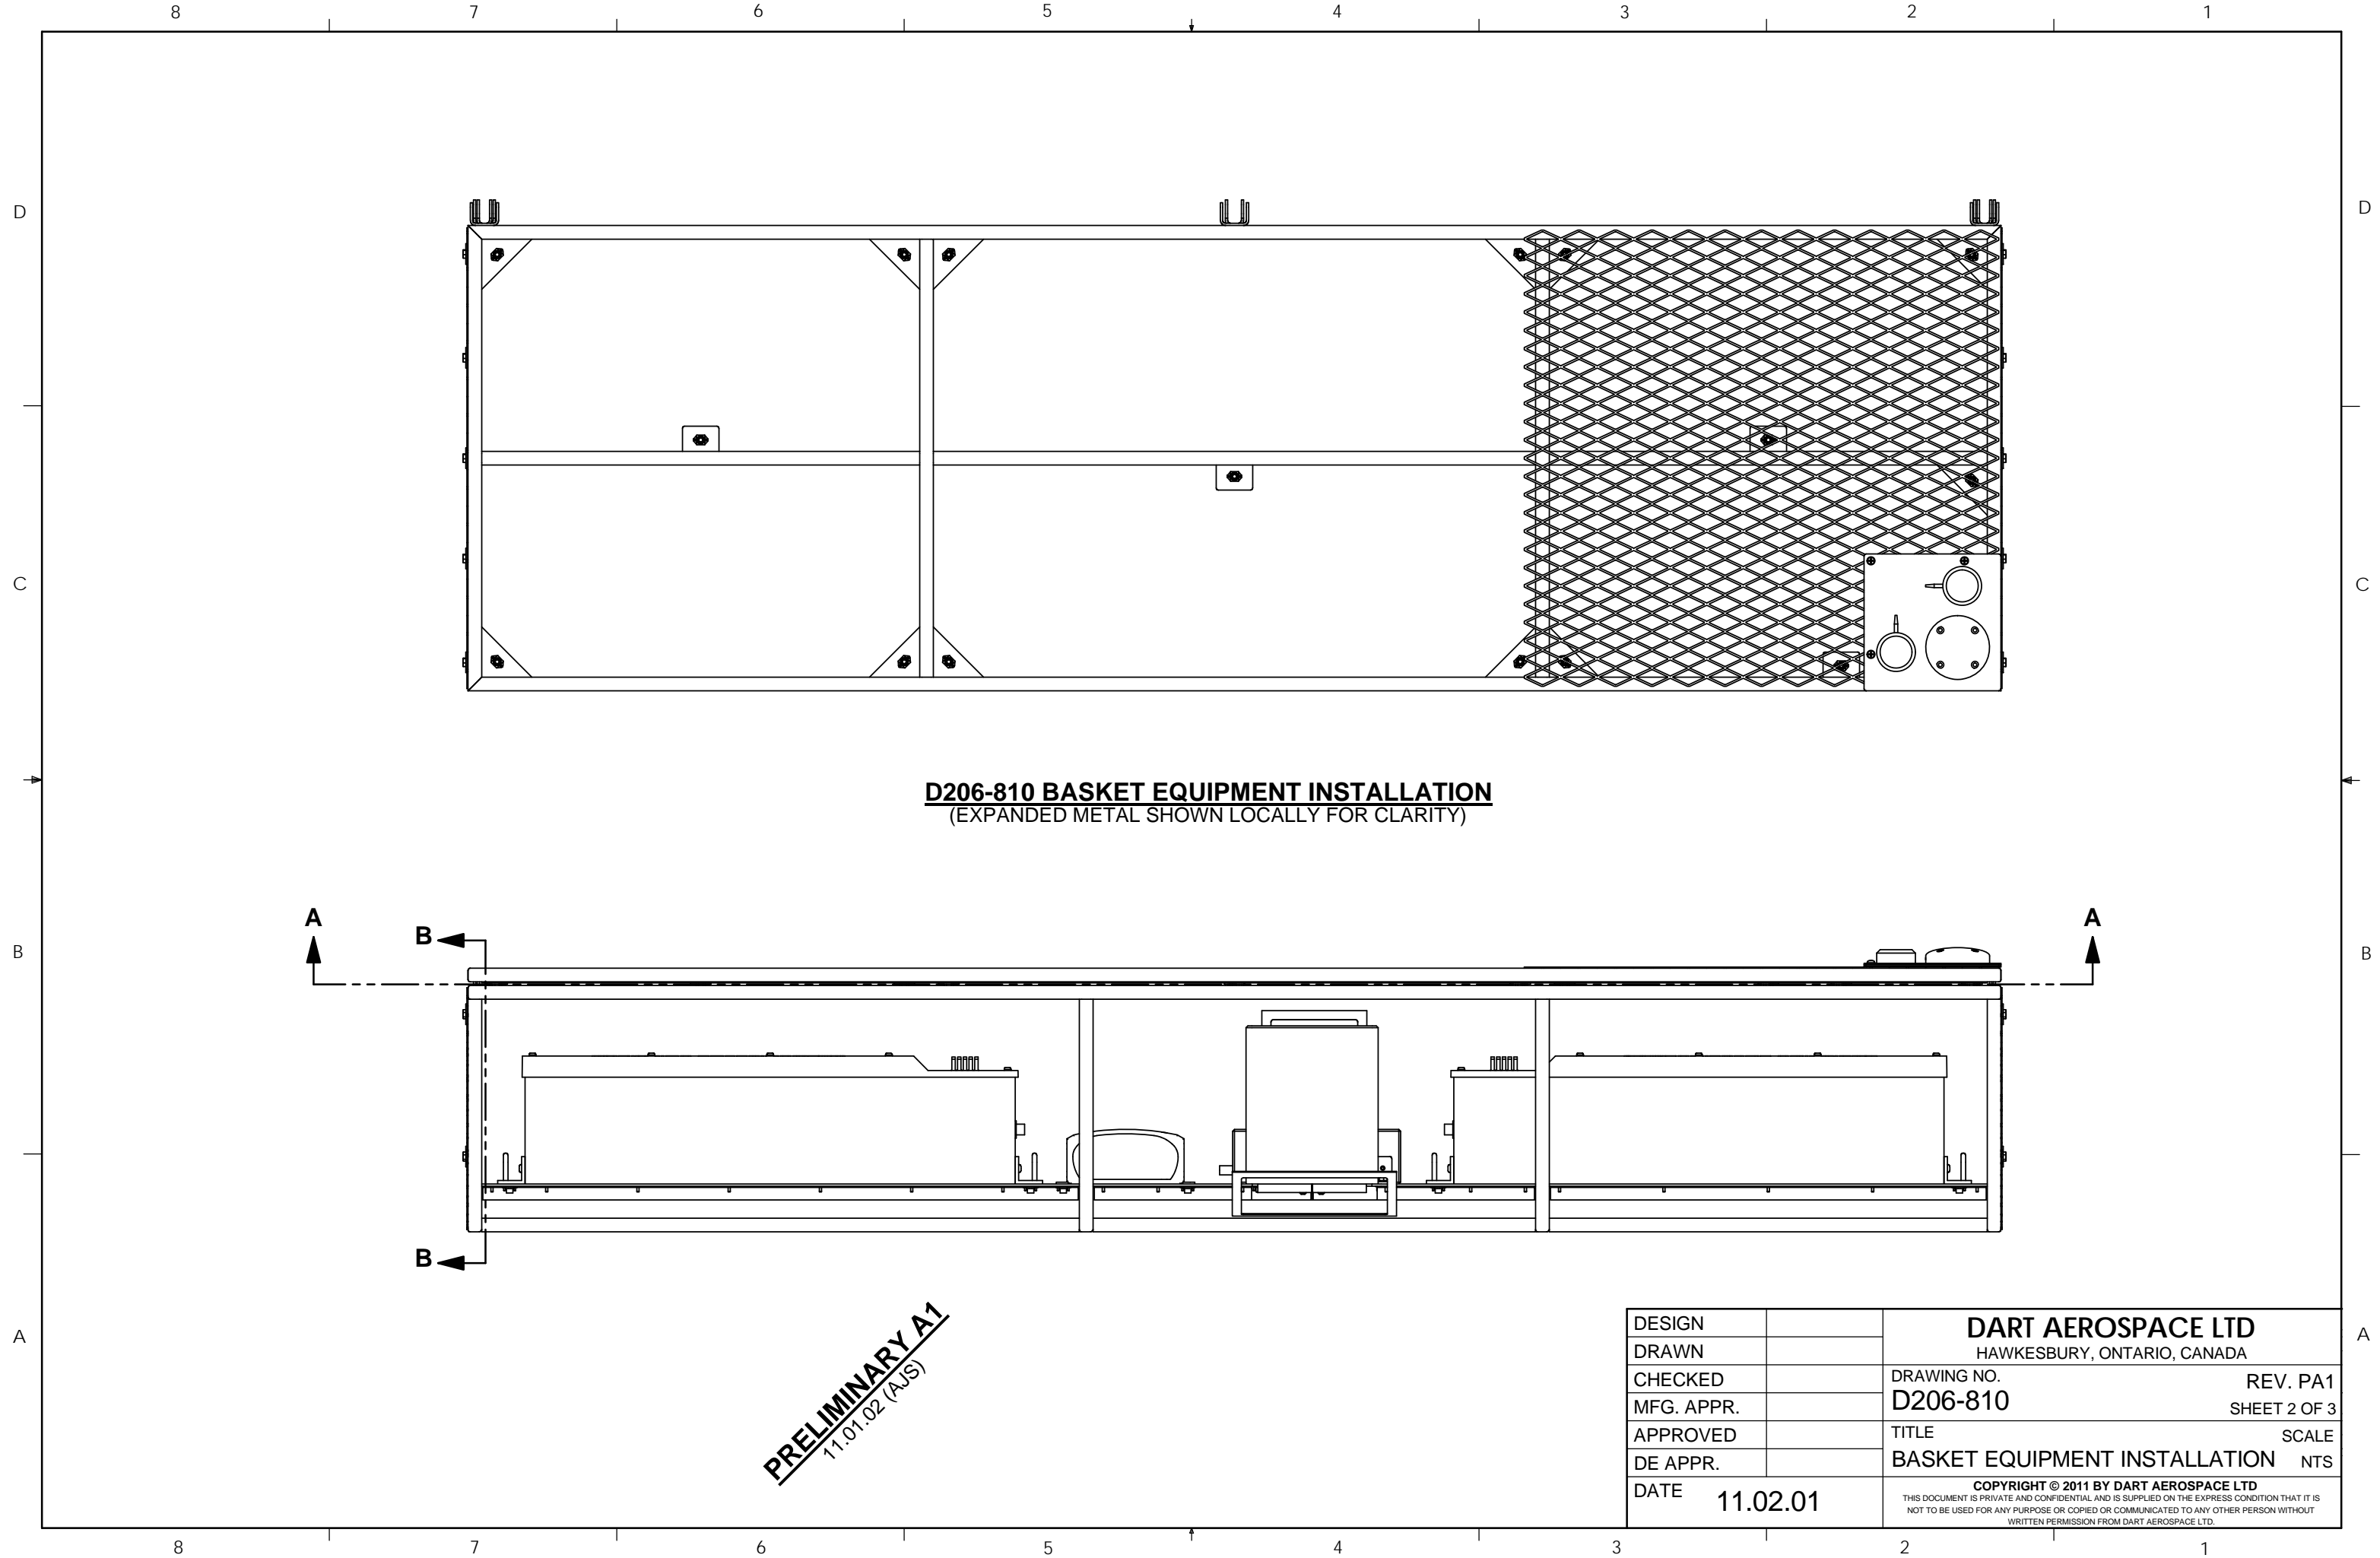 8 7 6 5 4 3 2 1
D D
C C
D206-810 BASKET EQUIPMENT INSTALLATION
(EXPANDED METAL SHOWN LOCALLY FOR CLARITY)
A A
B
B B
B
PRELIMINARY A1
11.01.02 (AJS)
A A
DESIGN
DRAWN
CHECKED
MFG. APPR.
APPROVED
DE APPR.
DATE 11.02.01
DART AEROSPACE LTD
HAWKESBURY, ONTARIO, CANADA
DRAWING NO. REV. PA1
D206-810 SHEET 2 OF 3
TITLE SCALE
BASKET EQUIPMENT INSTALLATION NTS
COPYRIGHT © 2011 BY DART AEROSPACE LTD
THIS DOCUMENT IS PRIVATE AND CONFIDENTIAL AND IS SUPPLIED ON THE EXPRESS CONDITION THAT IT IS
NOT TO BE USED FOR ANY PURPOSE OR COPIED OR COMMUNICATED TO ANY OTHER PERSON WITHOUT
WRITTEN PERMISSION FROM DART AEROSPACE LTD.
8 7 6 5 4 3 2 1